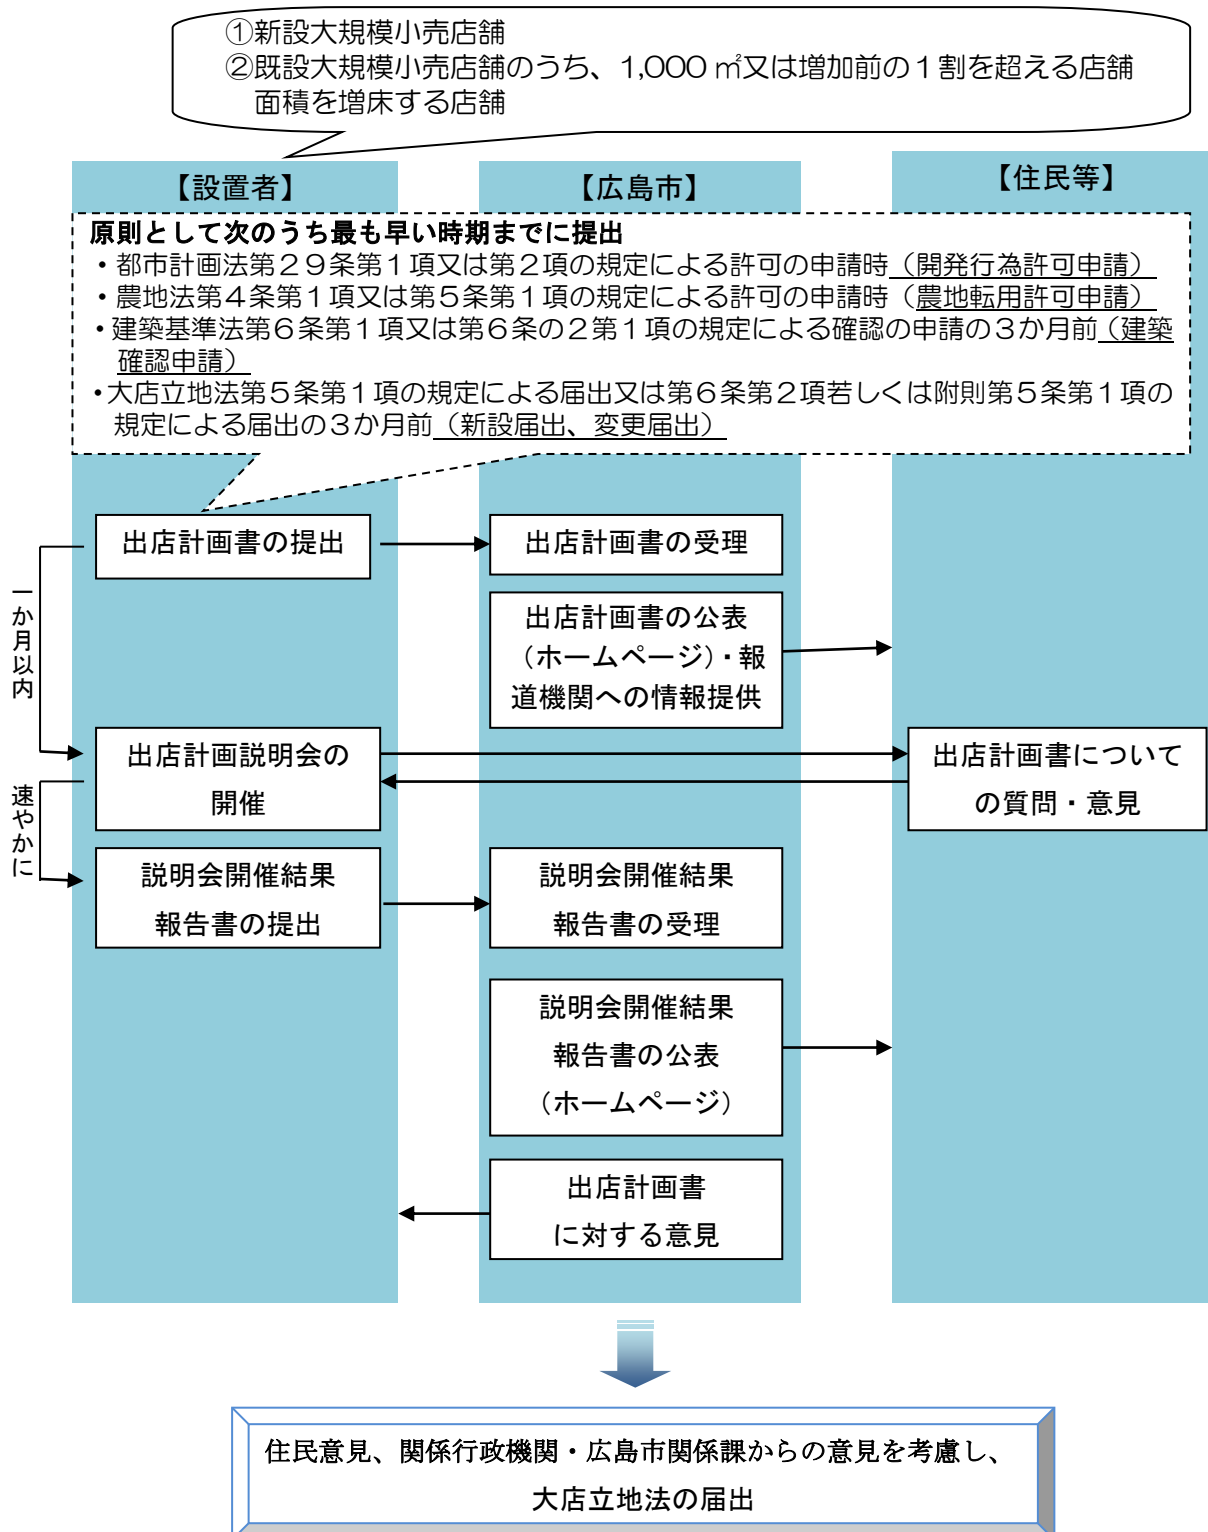 ①新設大規模小売店舗
②既設大規模小売店舗のうち、1,000 ㎡又は増加前の１割を超える店舗
面積を増床する店舗
【設置者】
【広島市】
【住民等】
原則として次のうち最も早い時期までに提出
・都市計画法第２９条第１項又は第２項の規定による許可の申請時（開発行為許可申請）
・農地法第４条第１項又は第５条第１項の規定による許可の申請時（農地転用許可申請）
・建築基準法第６条第１項又は第６条の２第１項の規定による確認の申請の３か月前（建築
確認申請）
・大店立地法第５条第１項の規定による届出又は第６条第２項若しくは附則第５条第１項の
規定による届出の３か月前（新設届出、変更届出）
出店計画書の提出
出店計画書の受理
一か月以内
出店計画書の公表
（ホームページ）・報
道機関への情報提供
出店計画説明会の
開催
出店計画書について
の質問・意見
速やかに
説明会開催結果
報告書の提出
説明会開催結果
報告書の受理
説明会開催結果
報告書の公表
（ホームページ）
出店計画書
に対する意見
住民意見、関係行政機関・広島市関係課からの意見を考慮し、
大店立地法の届出